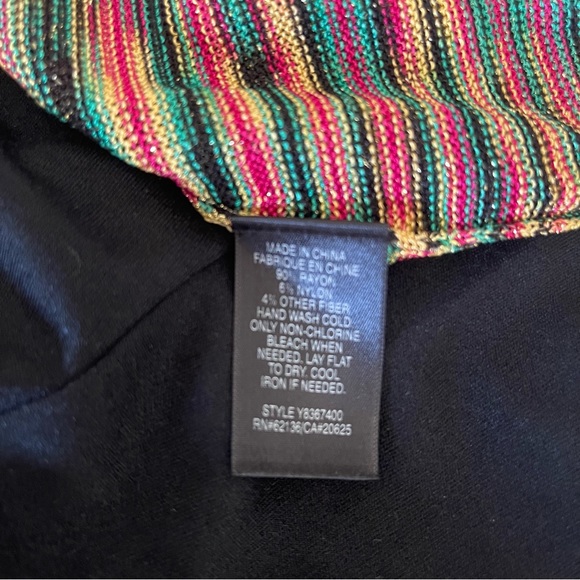 MADE IN CHINA
FABRIQUE EN CHINE
90% RAYON
6% NYLON
4% OTHER FIBER
HAND WASH COLD.
ONLY NON-CHLORINE
BLEACH WHEN
NEEDED. LAY FLAT
TO DRY. COOL
IRON IF NEEDED.
STYLE Y8367400
RN#62136/CA#20625